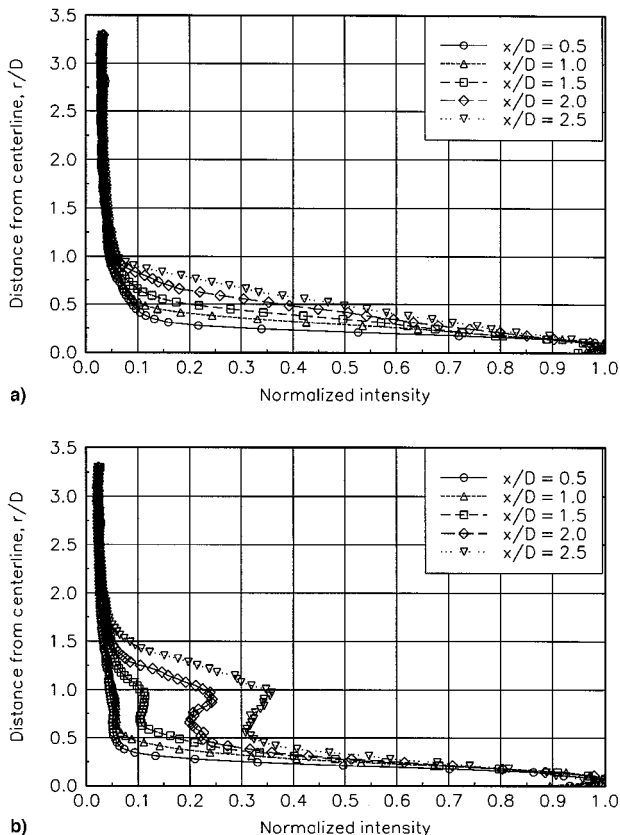 3.5
3.0
2.5
2.0
1.5
1.0
0.5
0.0
Distance from centerline, r/D
x/D = 0.5
x/D = 1.0
x/D = 1.5
x/D = 2.0
x/D = 2.5
0.0 0.1 0.2 0.3 0.4 0.5 0.6 0.7 0.8 0.9 1.0
Normalized intensity
a)
3.5
3.0
2.5
2.0
1.5
1.0
0.5
0.0
Distance from centerline, r/D
x/D = 0.5
x/D = 1.0
x/D = 1.5
x/D = 2.0
x/D = 2.5
0.0 0.1 0.2 0.3 0.4 0.5 0.6 0.7 0.8 0.9 1.0
Normalized intensity
b)